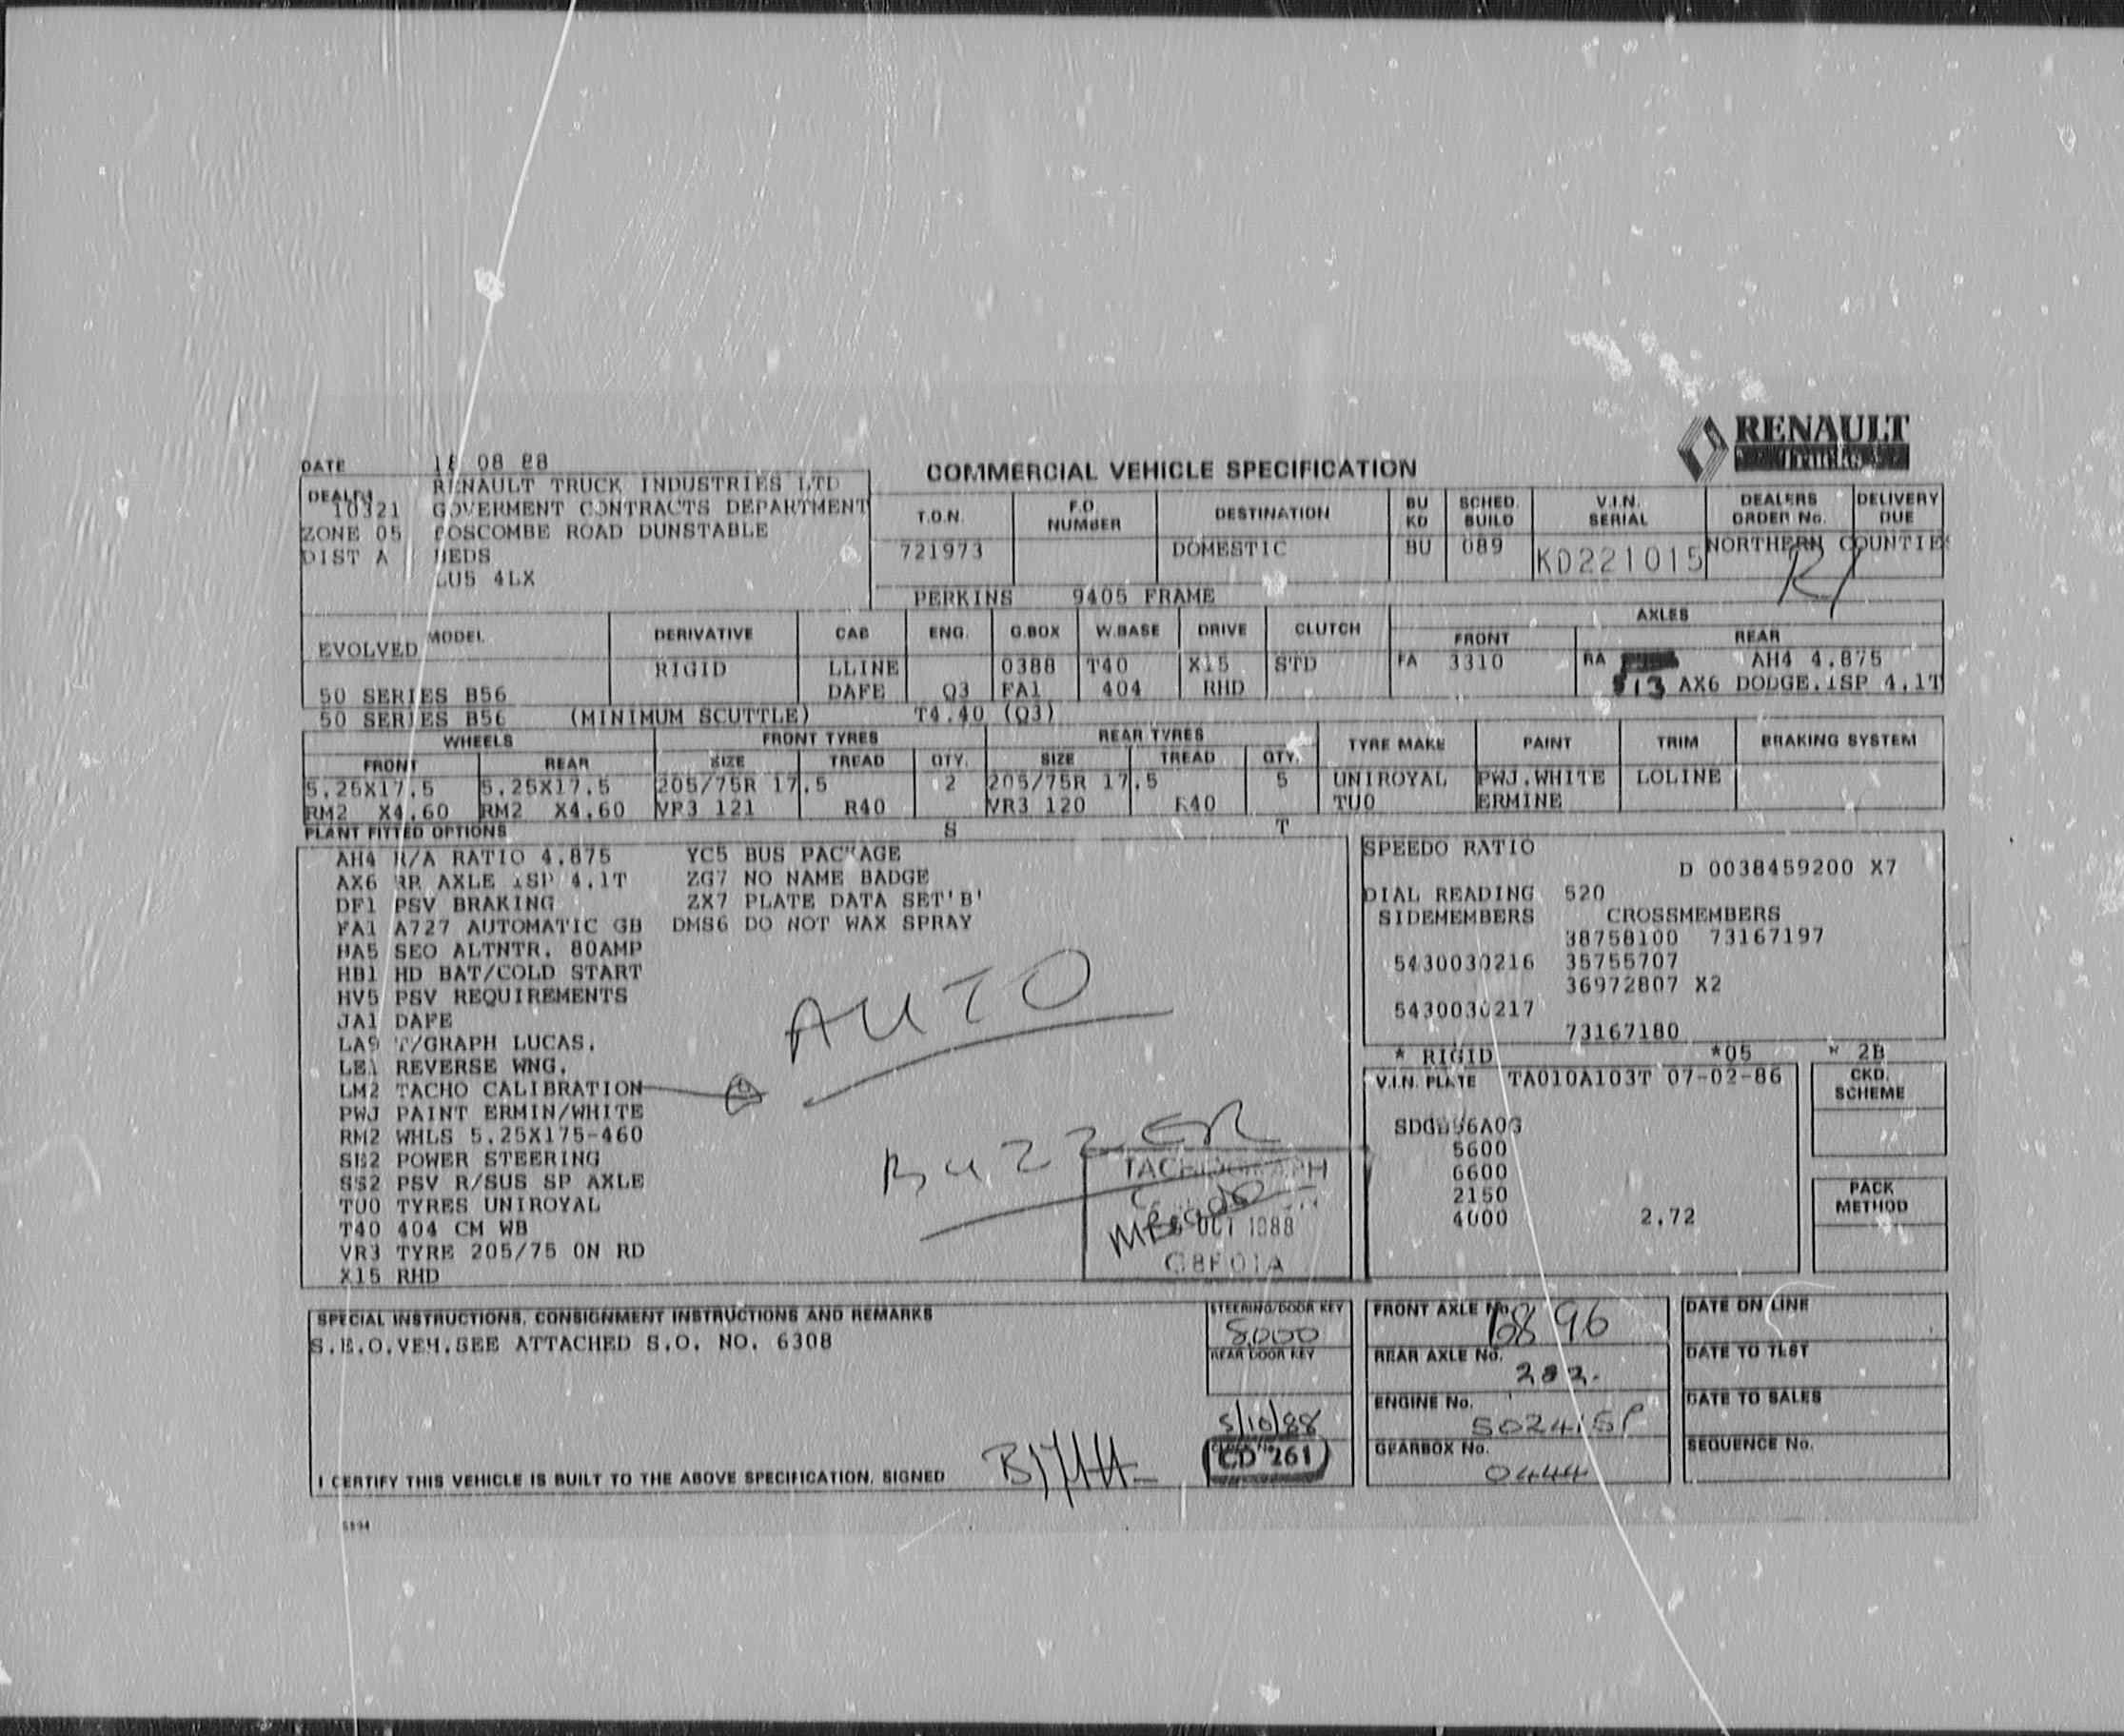 RENAULT
COMMERCIAL VEHICLE SPECIFICATION
DATE 08 88
DEALER 10321 RENAULT TRUCK INDUSTRIES LTD
GOVERMENT CONTRACTS DEPARTMENT
ZONE 05 BOSCOMBE ROAD DUNSTABLE
DIST A BEDS
LU5 4LX
T.O.N. F.O NUMBER DESTINATION BU KD SCHED. BUILD V.I.N. SERIAL DEALERS ORDER No. DELIVERY DUE
721973 DOMESTIC BU 089 KD221015 NORTHERN COUNTIES
PERKINS 9405 FRAME
MODEL DERIVATIVE CAB ENG. G.BOX W.BASE DRIVE CLUTCH AXLES FRONT REAR
EVOLVED RIGID LLINE 0388 T40 X15 STD FA 3310 RA AH4 4.875
50 SERIES B56 DAFE Q3 FA1 404 RHD 13 AX6 DODGE.1SP 4.1T
50 SERIES B56 (MINIMUM SCUTTLE) T4.40 (Q3)
WHEELS FRONT TYRES REAR TYRES TYRE MAKE PAINT TRIM BRAKING SYSTEM
FRONT REAR SIZE TREAD QTY. SIZE TREAD QTY.
5.25X17.5 5.25X17.5 205/75R 17.5 2 205/75R 17.5 5 UNIROYAL PWJ.WHITE LOLINE
RM2 X4.60 RM2 X4.60 VR3 121 R40 VR3 120 R40 TU0 ERMINE
PLANT FITTED OPTIONS S T
AH4 R/A RATIO 4.875 YC5 BUS PACKAGE
AX6 RR AXLE 1SP 4.1T ZG7 NO NAME BADGE
DF1 PSV BRAKING ZX7 PLATE DATA SET'B'
FA1 A727 AUTOMATIC GB DMS6 DO NOT WAX SPRAY
HA5 SEO ALTNTR. 80AMP
HB1 HD BAT/COLD START
HV5 PSV REQUIREMENTS
JA1 DAFE
LA9 T/GRAPH LUCAS.
LE1 REVERSE WNG.
LM2 TACHO CALIBRATION
PWJ PAINT ERMIN/WHITE
RM2 WHLS 5.25X175-460
SB2 POWER STEERING
SS2 PSV R/SUS SP AXLE
TU0 TYRES UNIROYAL
T40 404 CM WB
VR3 TYRE 205/75 ON RD
X15 RHD
AUTO
BUZZER
TACHOGRAPH
OCT 1988
G8F01A
SPEEDO RATIO
D 0038459200 X7
DIAL READING 520
SIDEMEMBERS CROSSMEMBERS
38758100 73167197
5430030216 35755707
36972807 X2
5430030217
73167180
* RIGID *05 * 2B
V.I.N. PLATE TA010A103T 07-02-86
5600
6600
2150
4000 2.72
CKD. SCHEME
PACK METHOD
SPECIAL INSTRUCTIONS, CONSIGNMENT INSTRUCTIONS AND REMARKS
S.E.O.VEH.SEE ATTACHED S.O. NO. 6308
I CERTIFY THIS VEHICLE IS BUILT TO THE ABOVE SPECIFICATION, SIGNED
STEERING/DOOR KEY
8000
REAR DOOR KEY
5/10/88
CD 261
FRONT AXLE No. 6896
REAR AXLE No. 282.
ENGINE No. 502415P
GEARBOX No. 0444
DATE ON LINE
DATE TO TEST
DATE TO SALES
SEQUENCE No.